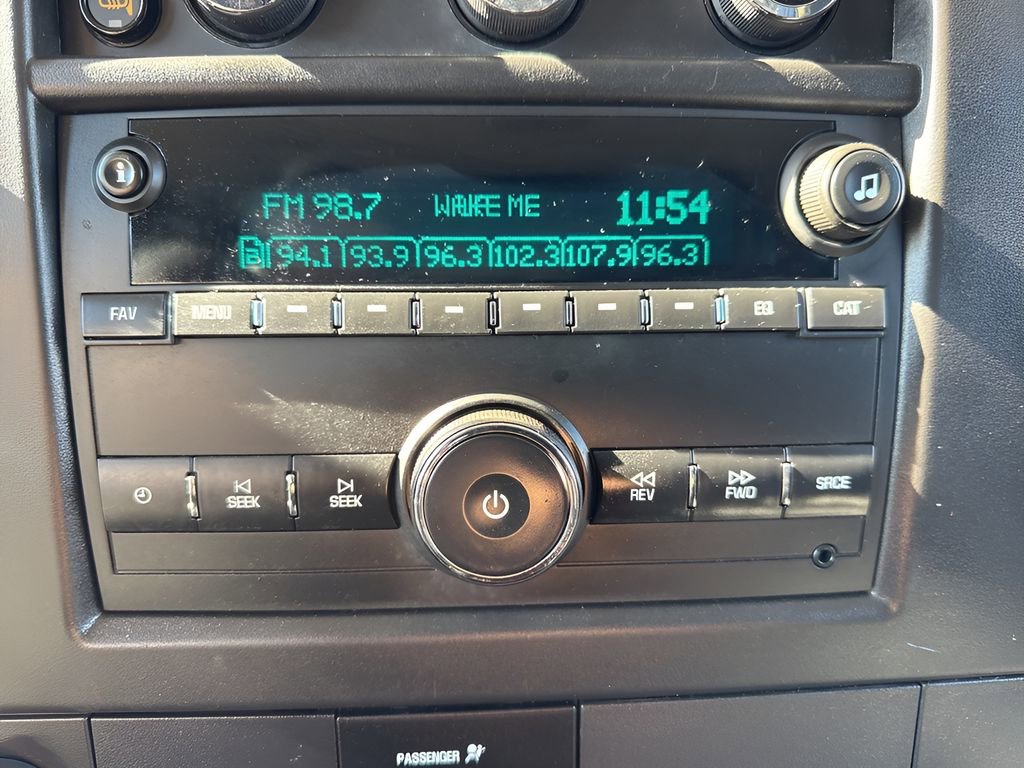 FM 98.7 ME 11:54
B 94.1 93.9 96.3 102.3 107.9 96.3
FAV MENU EQ CAT
SEEK SEEK REV FWD SRCE
PASSENGER